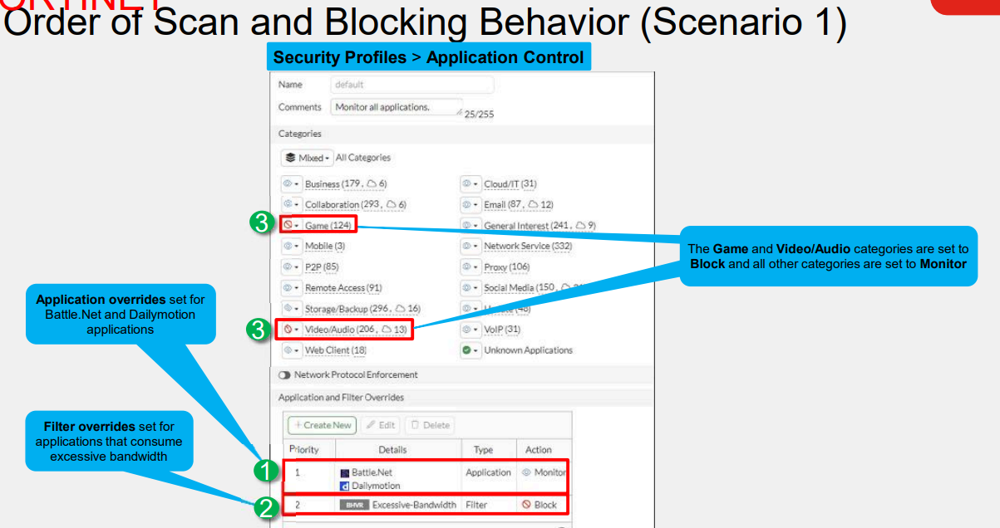 Order of Scan and Blocking Behavior (Scenario 1)
Security Profiles > Application Control
Name default
Comments Monitor all applications. 25/255
Categories
Mixed All Categories
Business (179, 6) Cloud/IT (31)
Collaboration (293, 6) Email (87, 12)
3 Game (124) General Interest (241, 9)
Mobile (3) Network Service (332)
P2P (85) Proxy (106)
Remote Access (91) Social Media (150,
Storage/Backup (296, 16)
3 Video/Audio (206, 13) VoIP (31)
Web Client (18) Unknown Applications
Network Protocol Enforcement
Application and Filter Overrides
+ Create New Edit Delete
Priority Details Type Action
1 1 Battle.Net Application Monitor
Dailymotion
2 2 BHVR Excessive-Bandwidth Filter Block
The Game and Video/Audio categories are set to
Block and all other categories are set to Monitor
Application overrides set for
Battle.Net and Dailymotion
applications
Filter overrides set for
applications that consume
excessive bandwidth